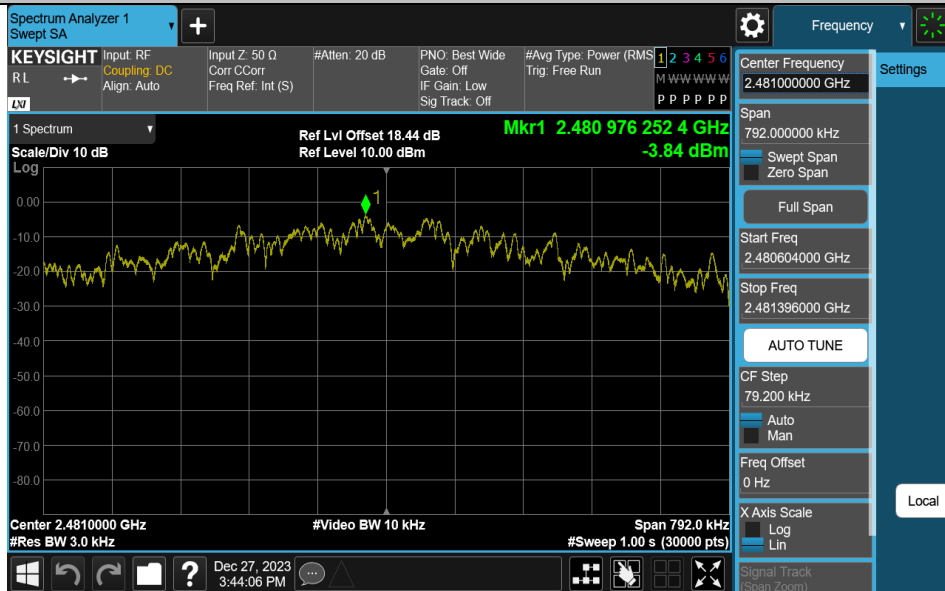 Spectrum Analyzer 1
Swept SA
+
Frequency
KEYSIGHT
RL
LXI
Input: RF
Coupling: DC
Align: Auto
Input Z: 50 Ω
Corr CCorr
Freq Ref: Int (S)
#Atten: 20 dB
PNO: Best Wide
Gate: Off
IF Gain: Low
Sig Track: Off
#Avg Type: Power (RMS
Trig: Free Run
1 2 3 4 5 6
M W W W W W
P P P P P P
1 Spectrum
Scale/Div 10 dB
Log
Ref Lvl Offset 18.44 dB
Ref Level 10.00 dBm
Mkr1 2.480 976 252 4 GHz
-3.84 dBm
1
0.00
-10.0
-20.0
-30.0
-40.0
-50.0
-60.0
-70.0
-80.0
Center 2.4810000 GHz
#Res BW 3.0 kHz
#Video BW 10 kHz
Span 792.0 kHz
#Sweep 1.00 s (30000 pts)
?
Dec 27, 2023
3:44:06 PM
Center Frequency
2.481000000 GHz
Span
792.000000 kHz
Swept Span
Zero Span
Full Span
Start Freq
2.480604000 GHz
Stop Freq
2.481396000 GHz
AUTO TUNE
CF Step
79.200 kHz
Auto
Man
Freq Offset
0 Hz
X Axis Scale
Log
Lin
Signal Track
(Span Zoom)
Settings
Local